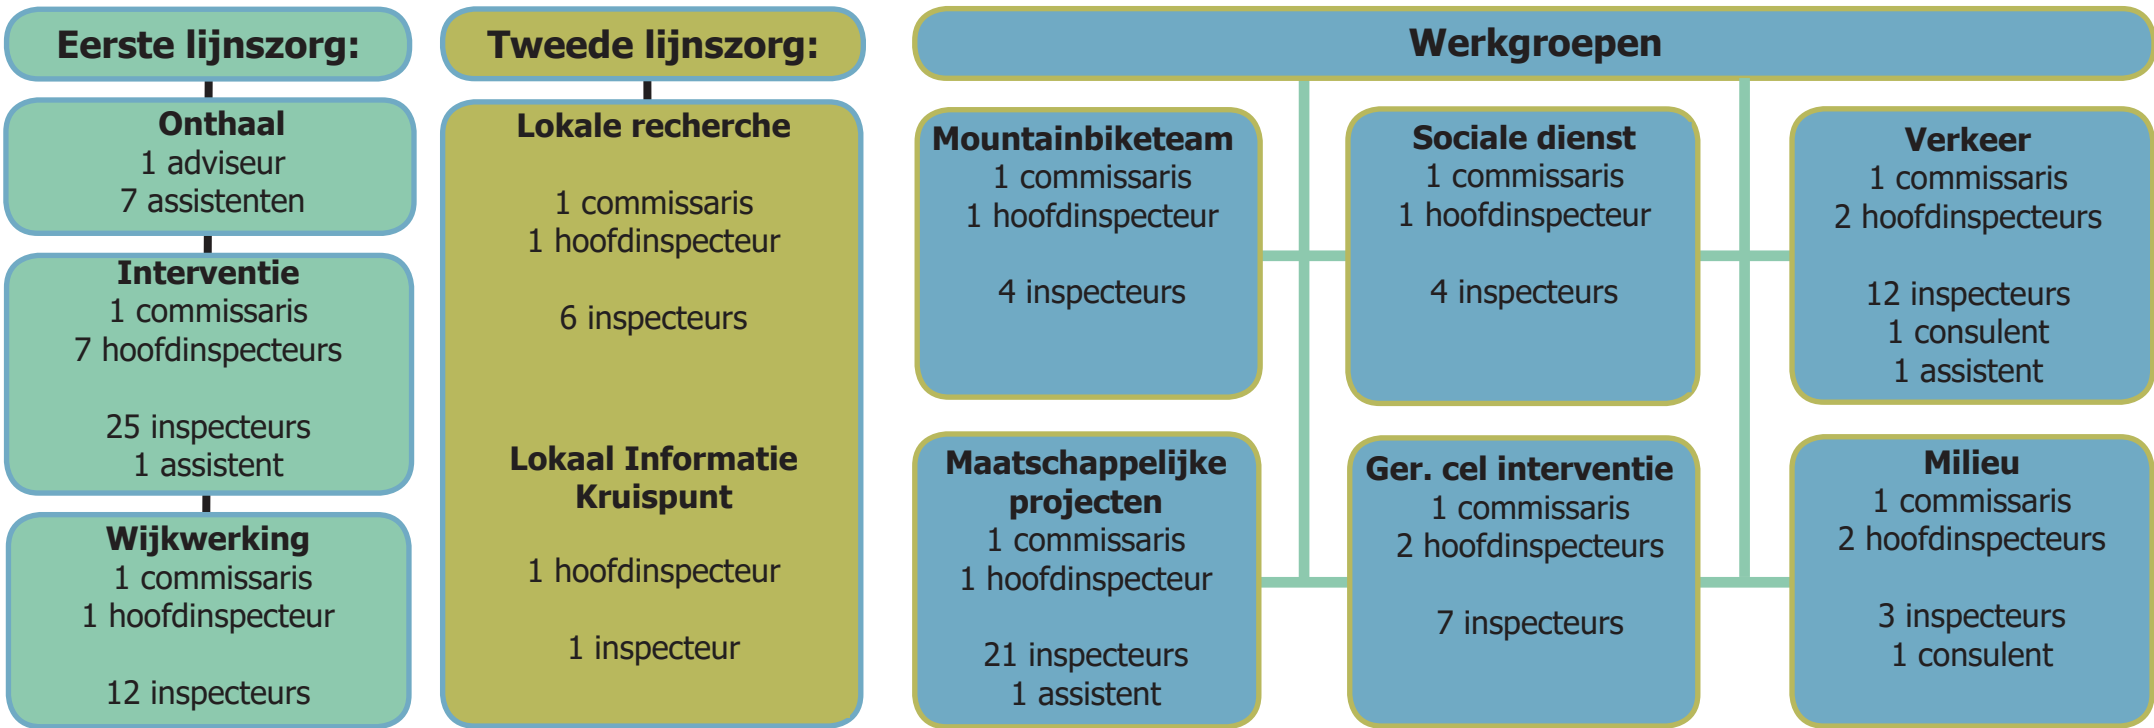 Eerste lijnszorg:
Onthaal
1 adviseur
7 assistenten
Interventie
1 commissaris
7 hoofdinspecteurs
25 inspecteurs
1 assistent
Wijkwerking
1 commissaris
1 hoofdinspecteur
12 inspecteurs
Tweede lijnszorg:
Lokale recherche
1 commissaris
1 hoofdinspecteur
6 inspecteurs
Lokaal Informatie
Kruispunt
1 hoofdinspecteur
1 inspecteur
Werkgroepen
Mountainbiketeam
1 commissaris
1 hoofdinspecteur
4 inspecteurs
Sociale dienst
1 commissaris
1 hoofdinspecteur
4 inspecteurs
Verkeer
1 commissaris
2 hoofdinspecteurs
12 inspecteurs
1 consulent
1 assistent
Maatschappelijke
projecten
1 commissaris
1 hoofdinspecteur
21 inspecteurs
1 assistent
Ger. cel interventie
1 commissaris
2 hoofdinspecteurs
7 inspecteurs
Milieu
1 commissaris
2 hoofdinspecteurs
3 inspecteurs
1 consulent